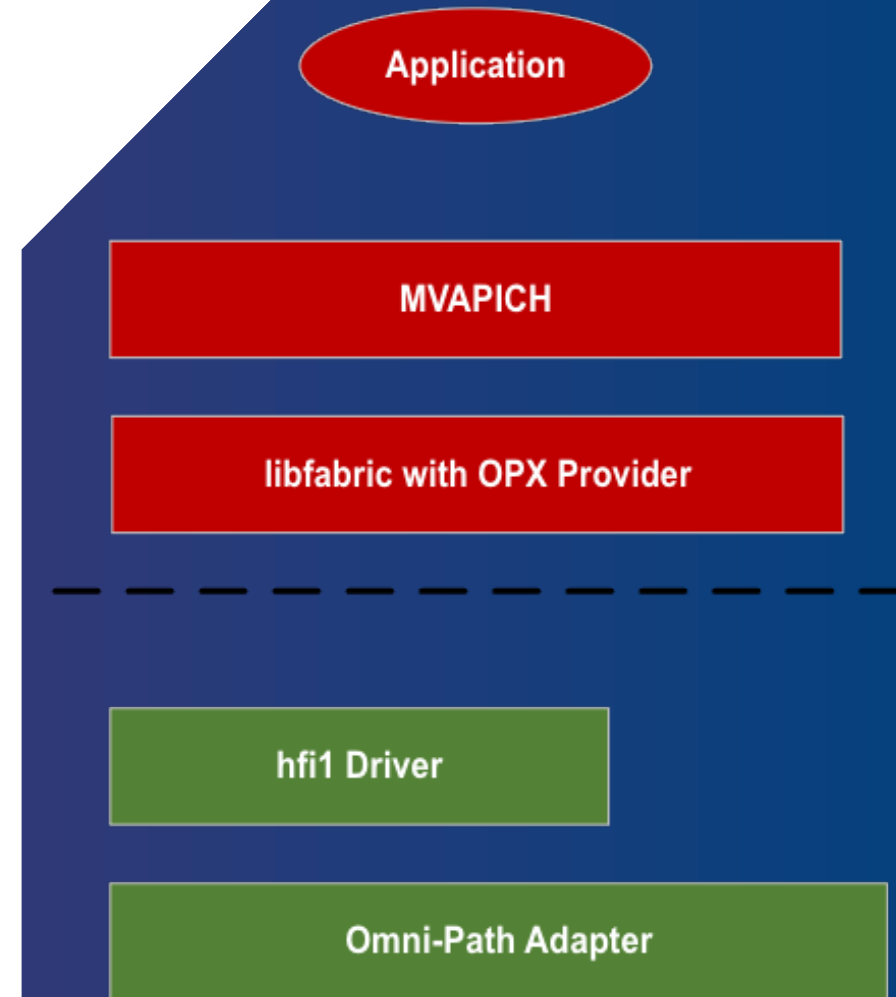 Application
MVAPICH
libfabric with OPX Provider
hfi1 Driver
Omni-Path Adapter